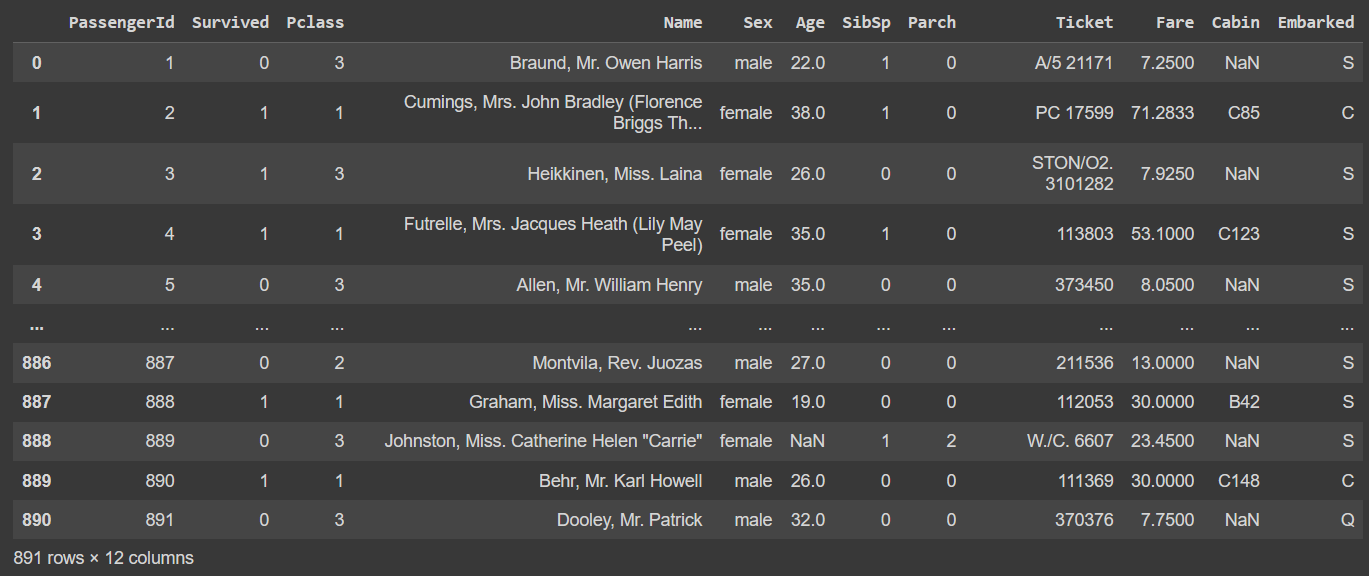 PassengerId Survived Pclass Name Sex Age SibSp Parch Ticket Fare Cabin Embarked
0 1 0 3 Braund, Mr. Owen Harris male 22.0 1 0 A/5 21171 7.2500 NaN S
1 2 1 1 Cumings, Mrs. John Bradley (Florence Briggs Th... female 38.0 1 0 PC 17599 71.2833 C85 C
2 3 1 3 Heikkinen, Miss. Laina female 26.0 0 0 STON/O2. 3101282 7.9250 NaN S
3 4 1 1 Futrelle, Mrs. Jacques Heath (Lily May Peel) female 35.0 1 0 113803 53.1000 C123 S
4 5 0 3 Allen, Mr. William Henry male 35.0 0 0 373450 8.0500 NaN S
... ... ... ... ... ... ... ... ... ... ... ... ...
886 887 0 2 Montvila, Rev. Juozas male 27.0 0 0 211536 13.0000 NaN S
887 888 1 1 Graham, Miss. Margaret Edith female 19.0 0 0 112053 30.0000 B42 S
888 889 0 3 Johnston, Miss. Catherine Helen "Carrie" female NaN 1 2 W./C. 6607 23.4500 NaN S
889 890 1 1 Behr, Mr. Karl Howell male 26.0 0 0 111369 30.0000 C148 C
890 891 0 3 Dooley, Mr. Patrick male 32.0 0 0 370376 7.7500 NaN Q
891 rows × 12 columns